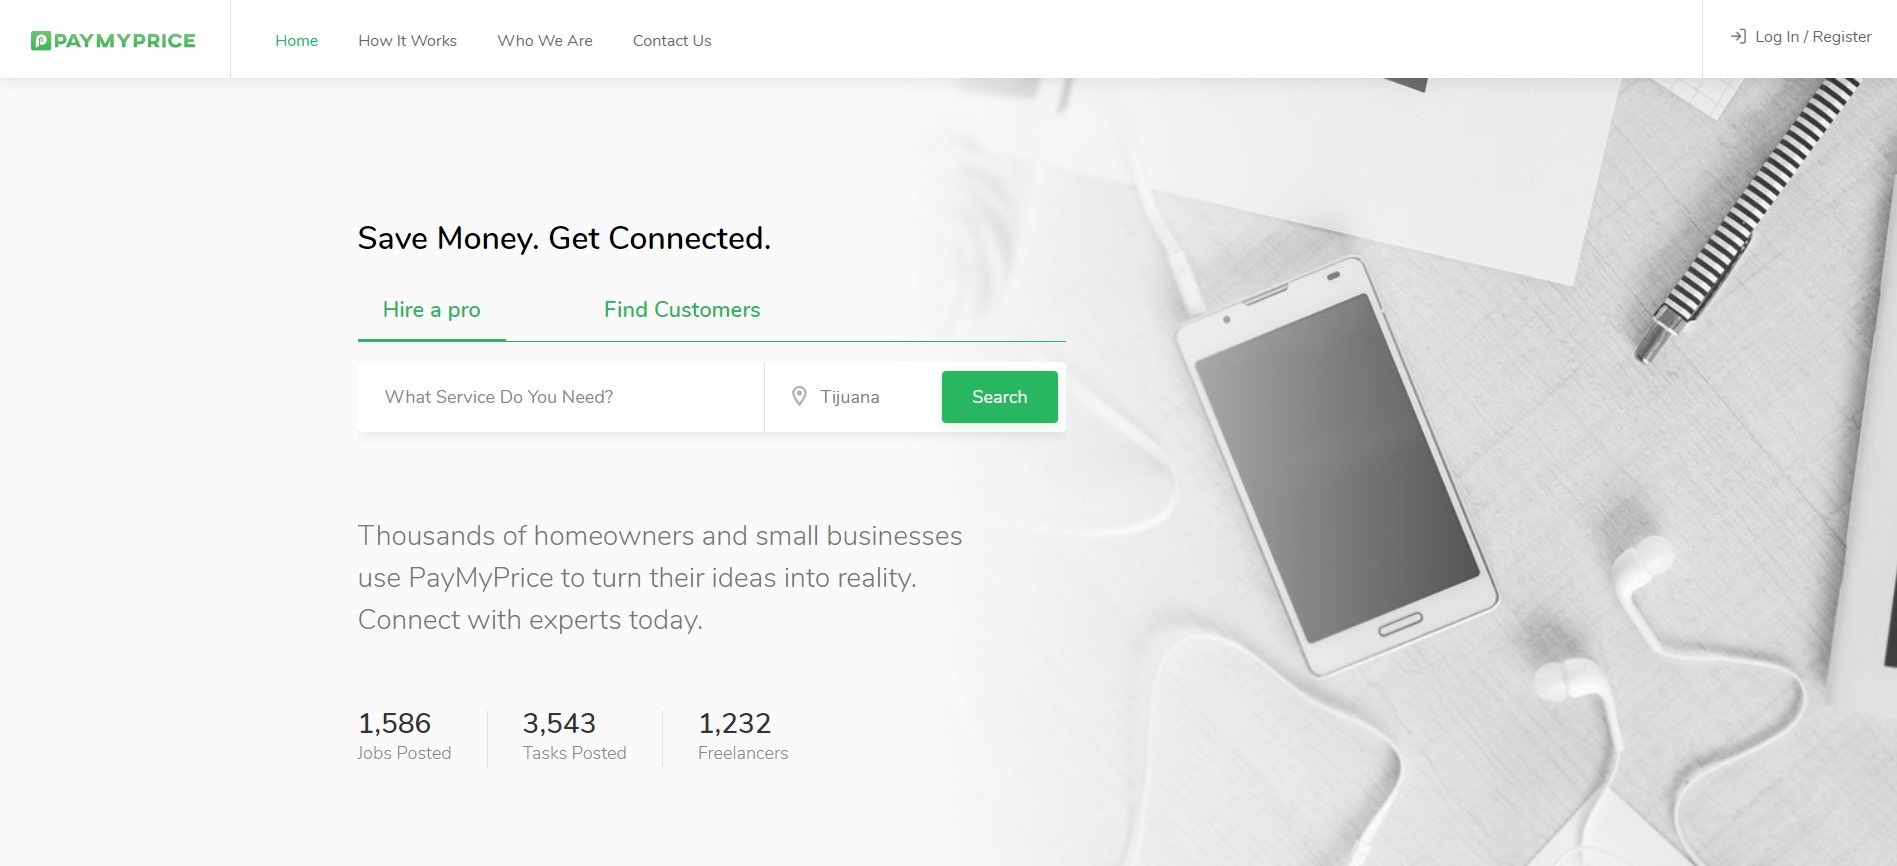 PAYMYPRICE
Home How It Works Who We Are Contact Us
Log In / Register
Save Money. Get Connected.
Hire a pro Find Customers
What Service Do You Need? Tijuana Search
Thousands of homeowners and small businesses
use PayMyPrice to turn their ideas into reality.
Connect with experts today.
1,586 3,543 1,232
Jobs Posted Tasks Posted Freelancers